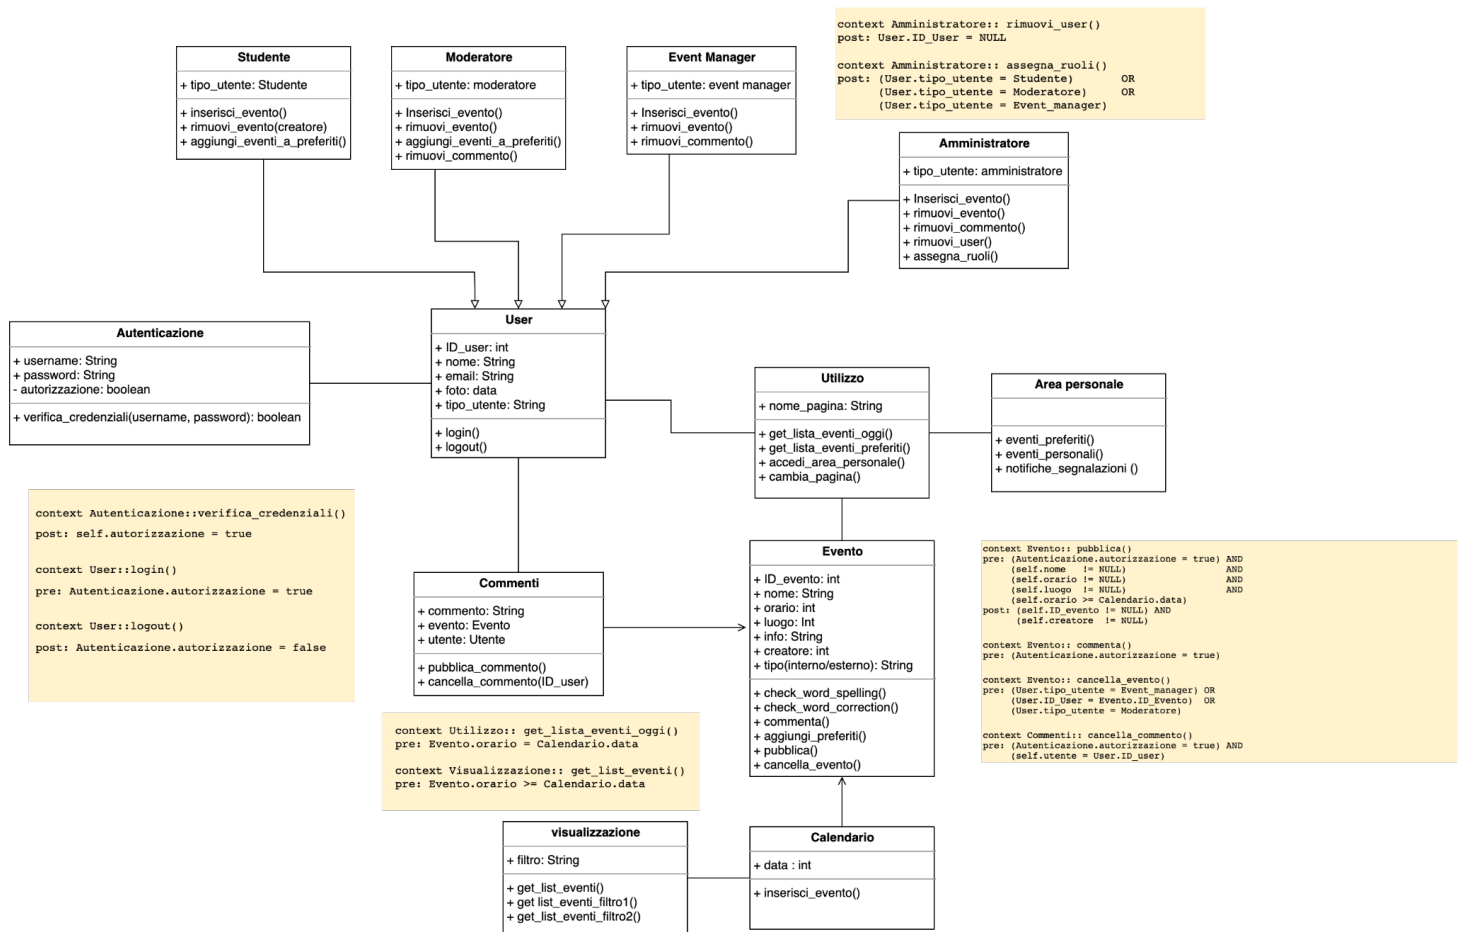 context Amministratore:: rimuovi_user()
post: User.ID_User = NULL
context Amministratore:: assegna_ruoli()
post: (User.tipo_utente = Studente) OR
(User.tipo_utente = Moderatore) OR
(User.tipo_utente = Event_manager)
Studente
+ tipo_utente: Studente
+ inserisci_evento()
+ rimuovi_evento(creatore)
+ aggiungi_eventi_a_preferiti()
Moderatore
+ tipo_utente: moderatore
+ Inserisci_evento()
+ rimuovi_evento()
+ aggiungi_eventi_a_preferiti()
+ rimuovi_commento()
Event Manager
+ tipo_utente: event manager
+ Inserisci_evento()
+ rimuovi_evento()
+ rimuovi_commento()
Amministratore
+ tipo_utente: amministratore
+ Inserisci_evento()
+ rimuovi_evento()
+ rimuovi_commento()
+ rimuovi_user()
+ assegna_ruoli()
Autenticazione
+ username: String
+ password: String
- autorizzazione: boolean
+ verifica_credenziali(username, password): boolean
User
+ ID_user: int
+ nome: String
+ email: String
+ foto: data
+ tipo_utente: String
+ login()
+ logout()
Utilizzo
+ nome_pagina: String
+ get_lista_eventi_oggi()
+ get_lista_eventi_preferiti()
+ accedi_area_personale()
+ cambia_pagina()
Area personale
+ eventi_preferiti()
+ eventi_personali()
+ notifiche_segnalazioni ()
context Autenticazione::verifica_credenziali()
post: self.autorizzazione = true
context User::login()
pre: Autenticazione.autorizzazione = true
context User::logout()
post: Autenticazione.autorizzazione = false
Commenti
+ commento: String
+ evento: Evento
+ utente: Utente
+ pubblica_commento()
+ cancella_commento(ID_user)
Evento
+ ID_evento: int
+ nome: String
+ orario: int
+ luogo: Int
+ info: String
+ creatore: int
+ tipo(interno/esterno): String
+ check_word_spelling()
+ check_word_correction()
+ commenta()
+ aggiungi_preferiti()
+ pubblica()
+ cancella_evento()
context Evento:: pubblica()
pre: (Autenticazione.autorizzazione = true) AND
(self.nome != NULL) AND
(self.orario != NULL) AND
(self.luogo != NULL) AND
(self.orario >= Calendario.data)
post: (self.ID_evento != NULL) AND
(self.creatore != NULL)
context Evento:: commenta()
pre: (Autenticazione.autorizzazione = true)
context Evento:: cancella_evento()
pre: (User.tipo_utente = Event_manager) OR
(User.ID_User = Evento.ID_Evento) OR
(User.tipo_utente = Moderatore)
context Commenti:: cancella_commento()
pre: (Autenticazione.autorizzazione = true) AND
(self.utente = User.ID_user)
context Utilizzo:: get_lista_eventi_oggi()
pre: Evento.orario = Calendario.data
context Visualizzazione:: get_list_eventi()
pre: Evento.orario >= Calendario.data
visualizzazione
+ filtro: String
+ get_list_eventi()
+ get list_eventi_filtro1()
+ get_list_eventi_filtro2()
Calendario
+ data : int
+ inserisci_evento()